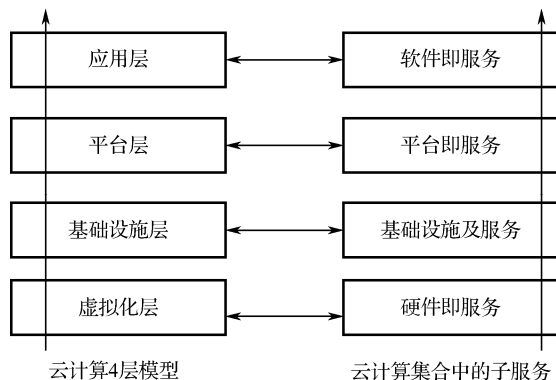 应用层
软件即服务
平台层
平台即服务
基础设施层
基础设施及服务
虚拟化层
硬件即服务
云计算4层模型
云计算集合中的子服务